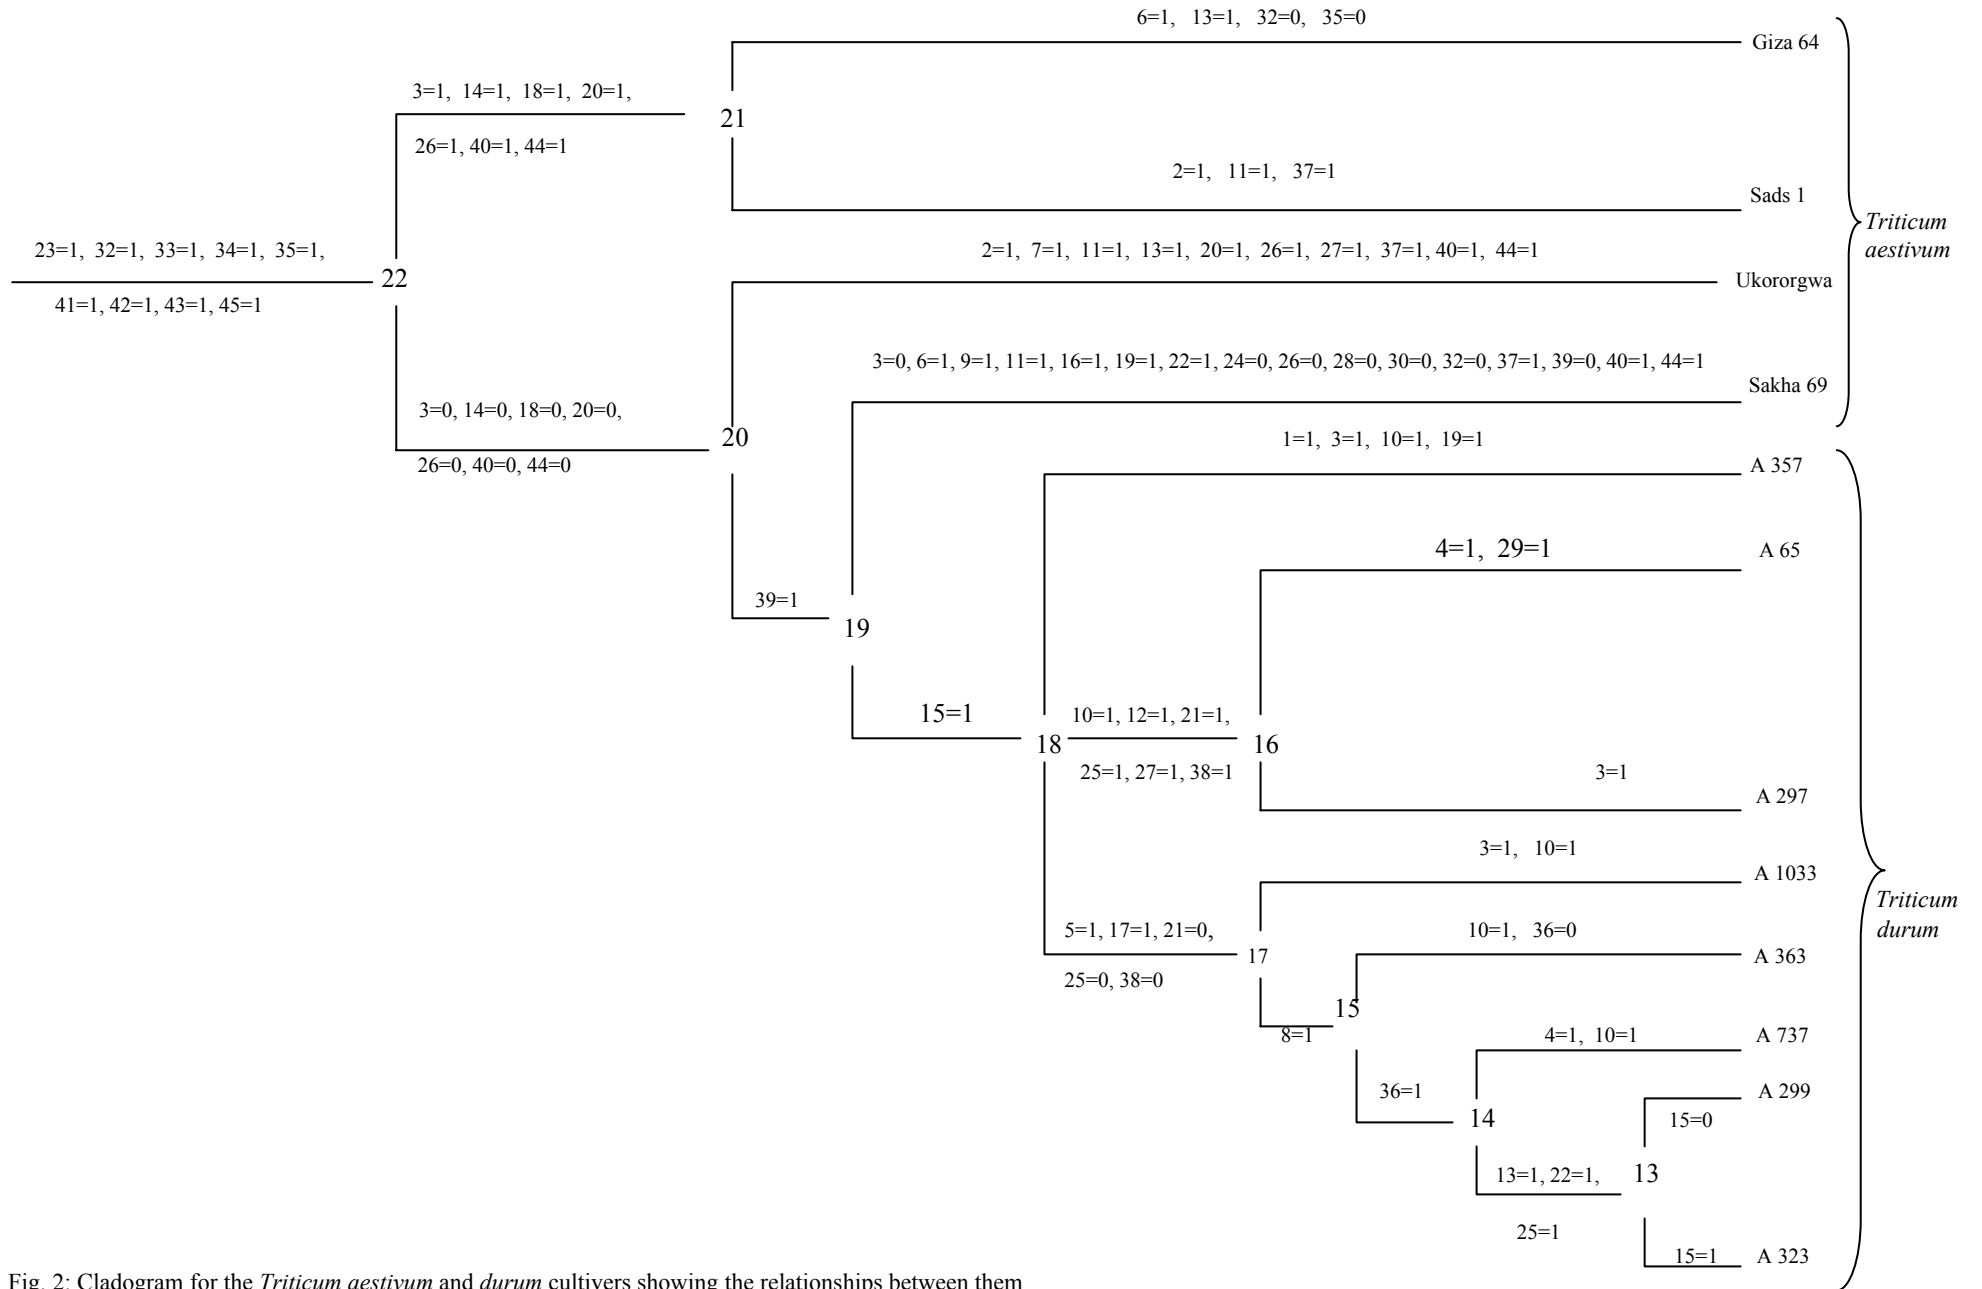 6=1, 13=1, 32=0, 35=0
Giza 64
3=1, 14=1, 18=1, 20=1,
21
26=1, 40=1, 44=1
2=1, 11=1, 37=1
Sads 1
Triticum
aestivum
23=1, 32=1, 33=1, 34=1, 35=1,
22
41=1, 42=1, 43=1, 45=1
2=1, 7=1, 11=1, 13=1, 20=1, 26=1, 27=1, 37=1, 40=1, 44=1
Ukororgwa
3=0, 6=1, 9=1, 11=1, 16=1, 19=1, 22=1, 24=0, 26=0, 28=0, 30=0, 32=0, 37=1, 39=0, 40=1, 44=1
Sakha 69
3=0, 14=0, 18=0, 20=0,
20
26=0, 40=0, 44=0
1=1, 3=1, 10=1, 19=1
A 357
4=1, 29=1
A 65
39=1
19
15=1
18
10=1, 12=1, 21=1,
16
25=1, 27=1, 38=1
3=1
A 297
3=1, 10=1
A 1033
Triticum
durum
5=1, 17=1, 21=0,
17
25=0, 38=0
10=1, 36=0
A 363
15
8=1
4=1, 10=1
A 737
36=1
14
A 299
15=0
13=1, 22=1,
13
25=1
15=1
A 323
Fig. 2: Cladogram for the Triticum aestivum and durum cultivers showing the relationships between them